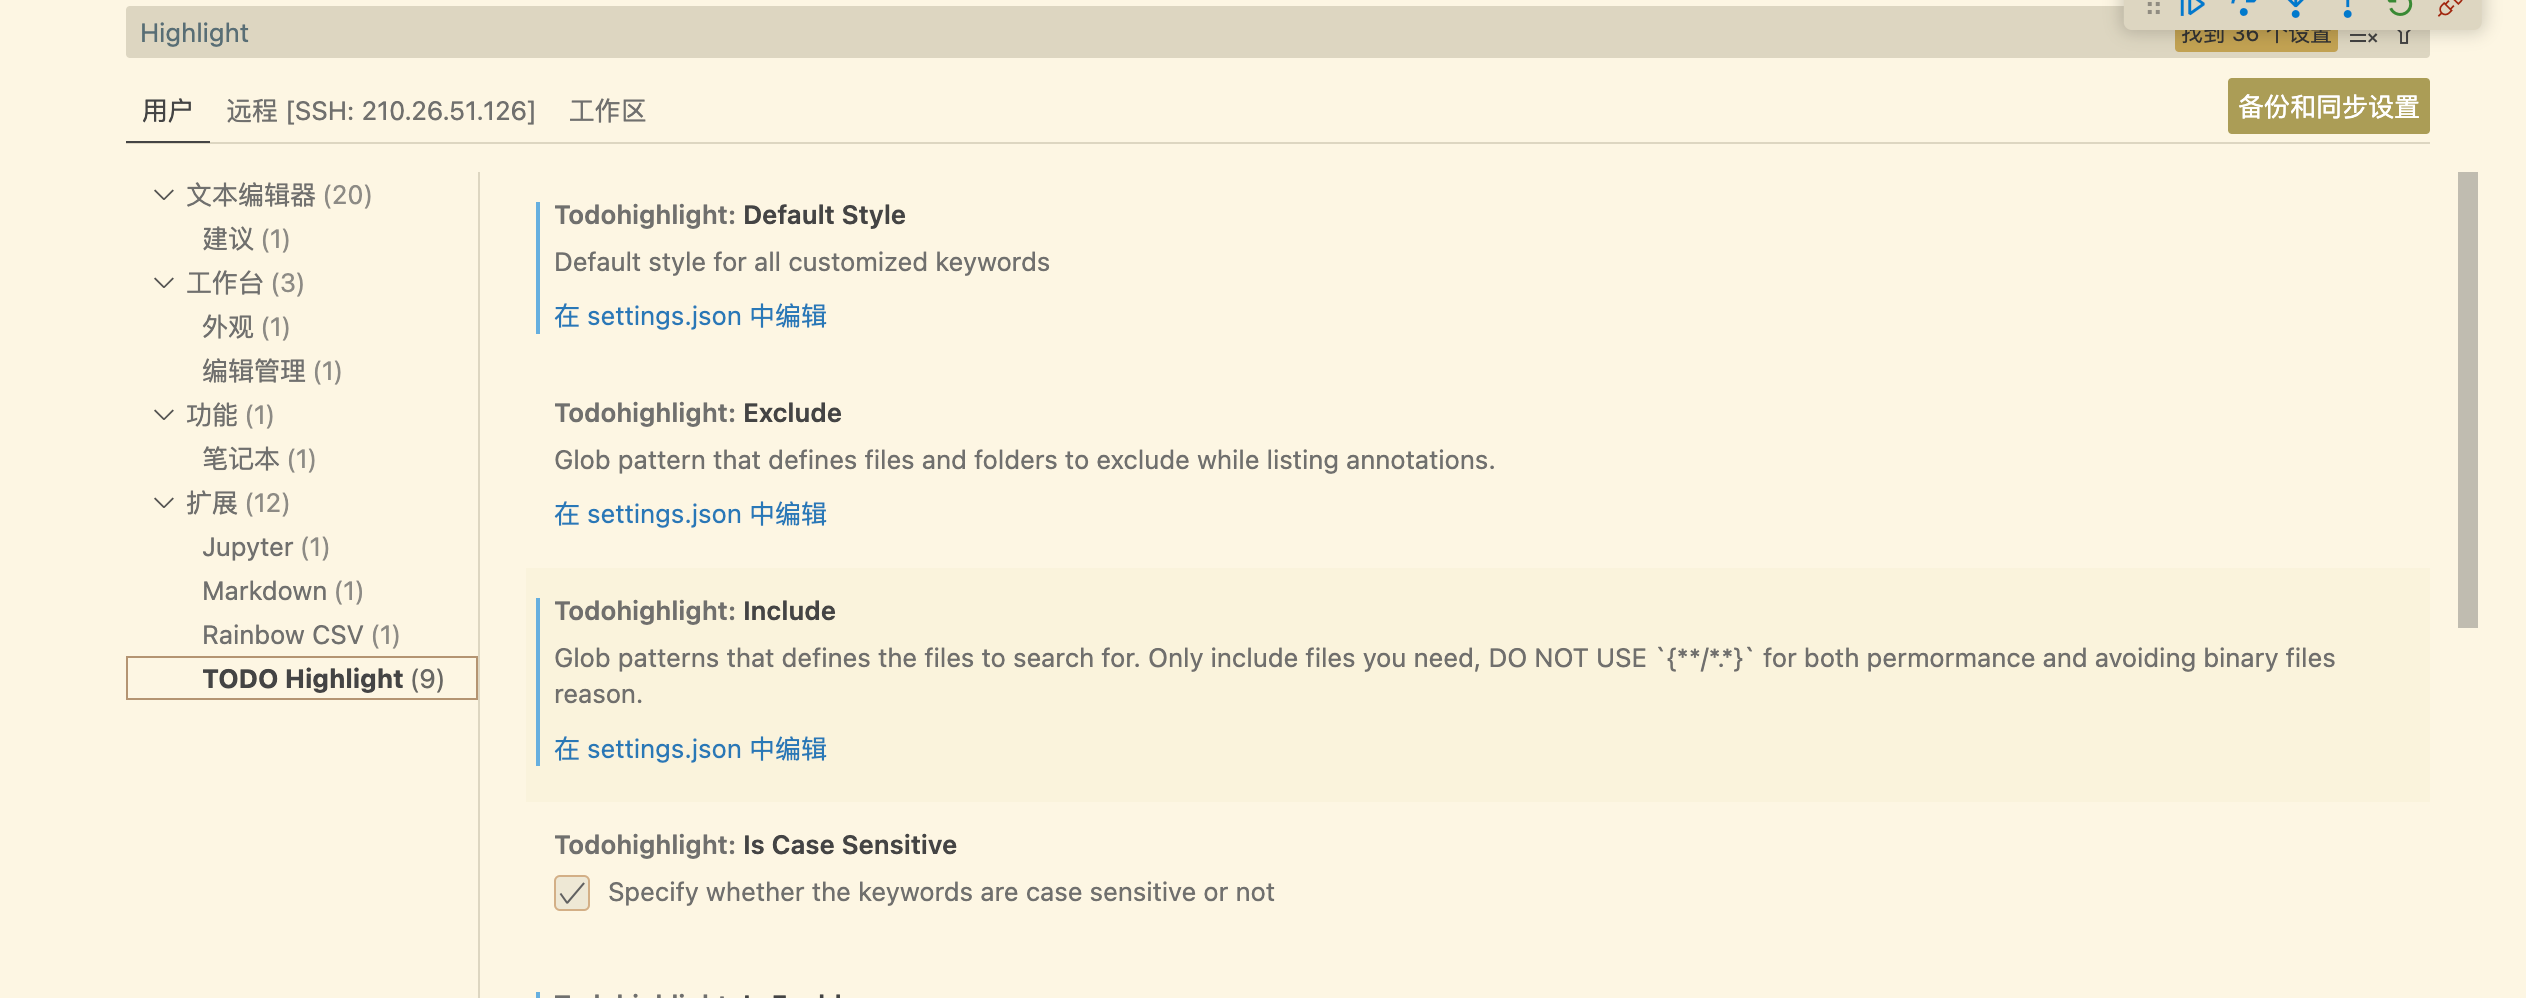 Highlight
找到 36 个设置
用户
远程 [SSH: 210.26.51.126]
工作区
备份和同步设置
文本编辑器 (20)
建议 (1)
工作台 (3)
外观 (1)
编辑管理 (1)
功能 (1)
笔记本 (1)
扩展 (12)
Jupyter (1)
Markdown (1)
Rainbow CSV (1)
TODO Highlight (9)
Todohighlight: Default Style
Default style for all customized keywords
在 settings.json 中编辑
Todohighlight: Exclude
Glob pattern that defines files and folders to exclude while listing annotations.
在 settings.json 中编辑
Todohighlight: Include
Glob patterns that defines the files to search for. Only include files you need, DO NOT USE `{**/*.*}` for both permormance and avoiding binary files
reason.
在 settings.json 中编辑
Todohighlight: Is Case Sensitive
Specify whether the keywords are case sensitive or not